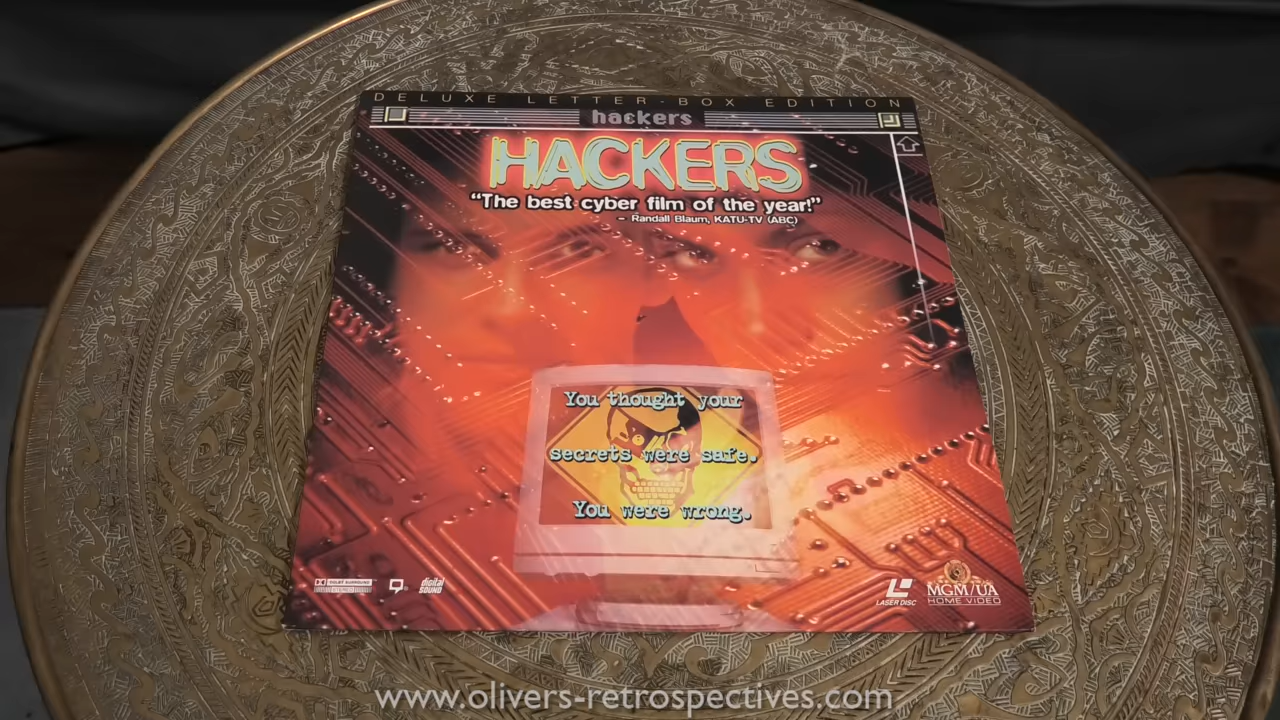 DELUXE LETTER-BOX EDITION
hackers
HACKERS
“The best cyber film of the year!”
– Randall Blaum, KATU-TV (ABC)
You thought your
secrets were safe.
You were wrong.
DOLBY SURROUND
digital
SOUND
LASER DISC
MGM/UA
HOME VIDEO
www.olivers-retrospectives.com